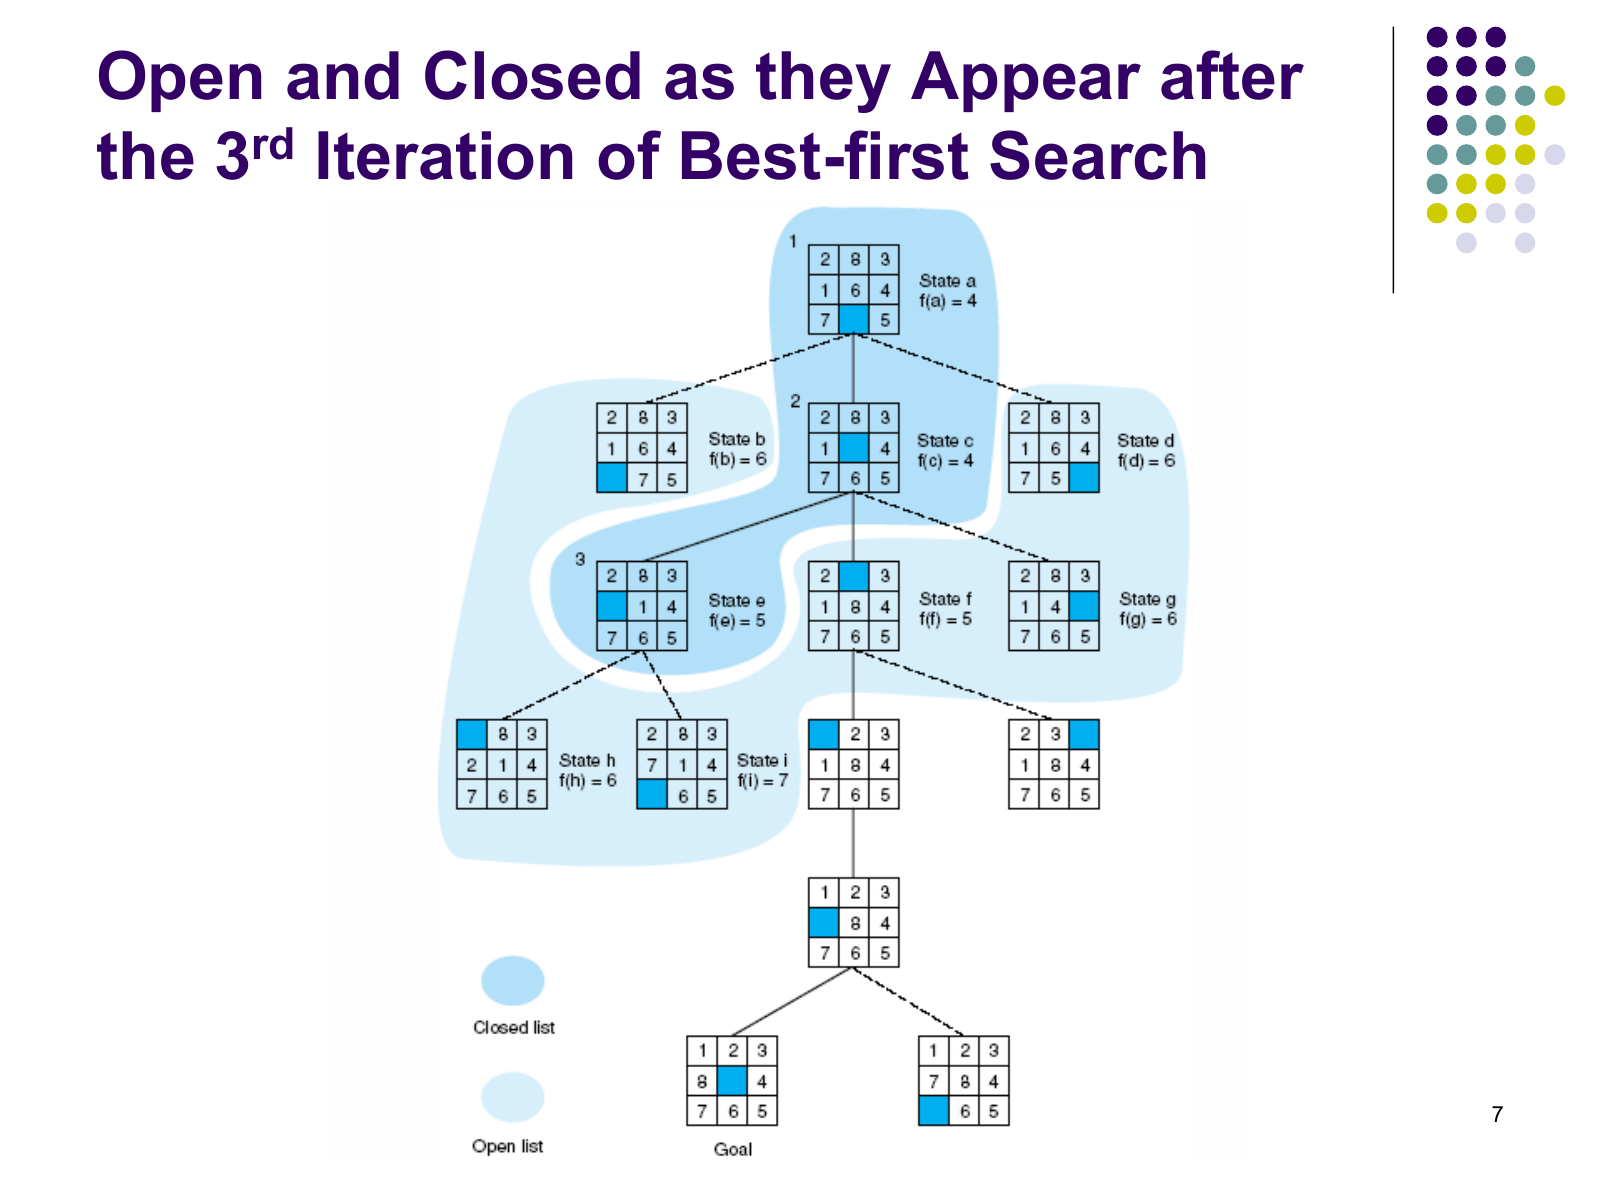 Open and Closed as they Appear after
the 3rd Iteration of Best-first Search
1
2 8 3
1 6 4
7 5
State a
f(a) = 4
2 8 3
1 6 4
7 5
State b
f(b) = 6
2
2 8 3
1 4
7 6 5
State c
f(c) = 4
2 8 3
1 6 4
7 5
State d
f(d) = 6
3
2 8 3
1 4
7 6 5
State e
f(e) = 5
2 3
1 8 4
7 6 5
State f
f(f) = 5
2 8 3
1 4
7 6 5
State g
f(g) = 6
8 3
2 1 4
7 6 5
State h
f(h) = 6
2 8 3
7 1 4
6 5
State i
f(i) = 7
2 3
1 8 4
7 6 5
2 3
1 8 4
7 6 5
1 2 3
8 4
7 6 5
Closed list
1 2 3
8 4
7 6 5
Goal
1 2 3
7 8 4
6 5
Open list
7